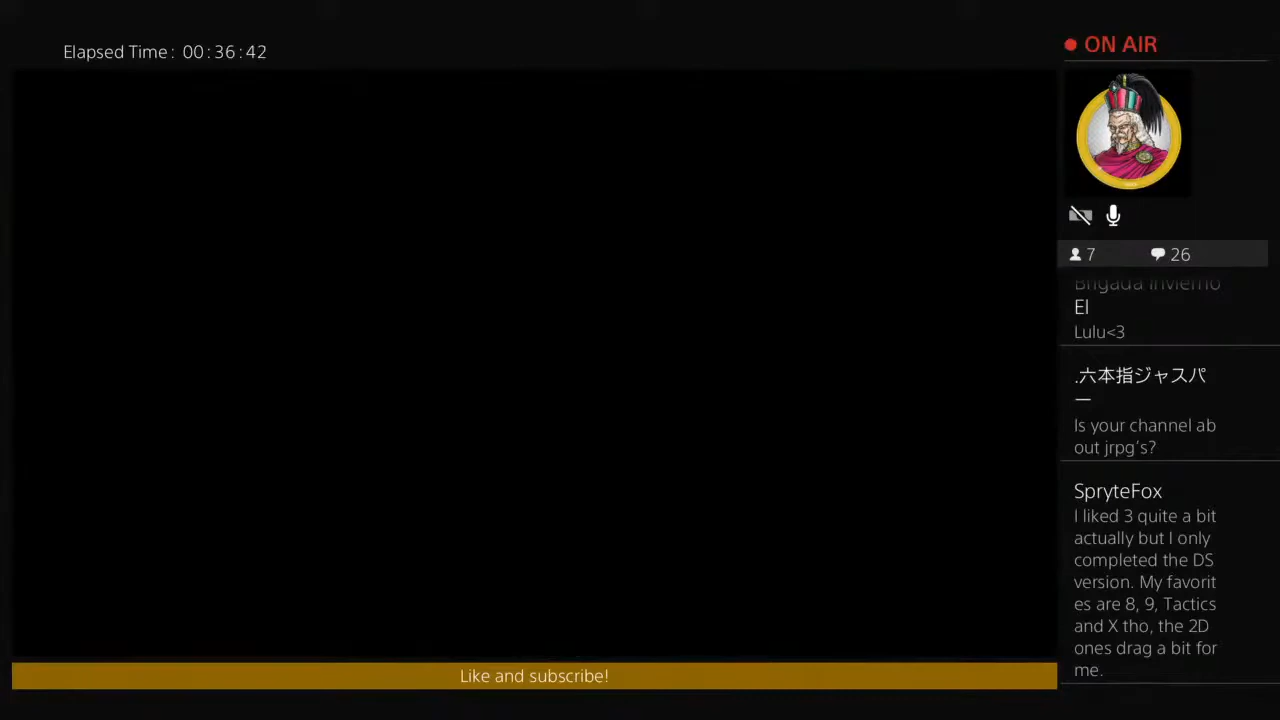 Elapsed Time: 00:36:42
ON AIR
7 26
Brigada Invierno
El
Lulu<3
.六本指ジャスパ
ー
Is your channel ab
out jrpg's?
SpryteFox
I liked 3 quite a bit
actually but I only
completed the DS
version. My favorit
es are 8, 9, Tactics
and X tho, the 2D
ones drag a bit for
me.
Like and subscribe!